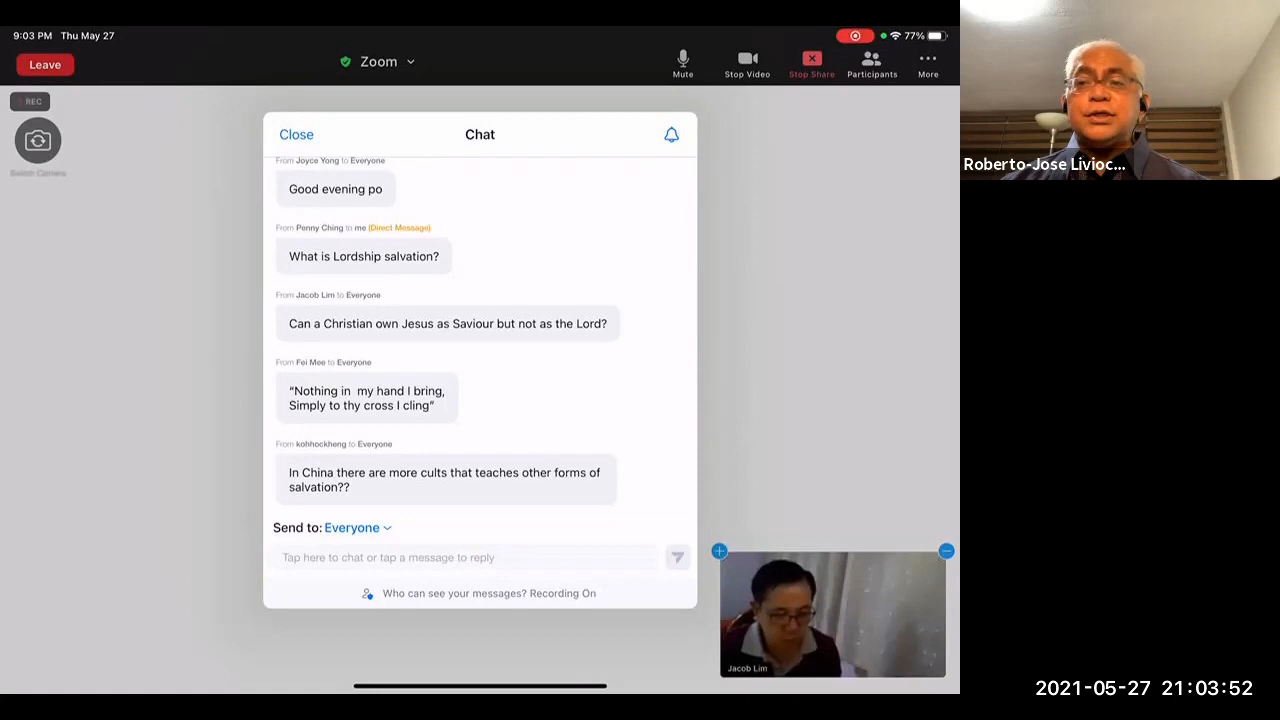 9:03 PM Thu May 27
77%
Leave
Zoom
Mute
Stop Video
Stop Share
Participants
More
REC
Switch Camera
Close
Chat
From Joyce Yong to Everyone
Good evening po
From Penny Ching to me (Direct Message)
What is Lordship salvation?
From Jacob Lim to Everyone
Can a Christian own Jesus as Saviour but not as the Lord?
From Fei Mee to Everyone
“Nothing in  my hand I bring,
Simply to thy cross I cling”
From kohhockheng to Everyone
In China there are more cults that teaches other forms of
salvation??
Send to: Everyone
Tap here to chat or tap a message to reply
Who can see your messages? Recording On
Jacob Lim
Roberto-Jose Livioc...
2021-05-27 21:03:52